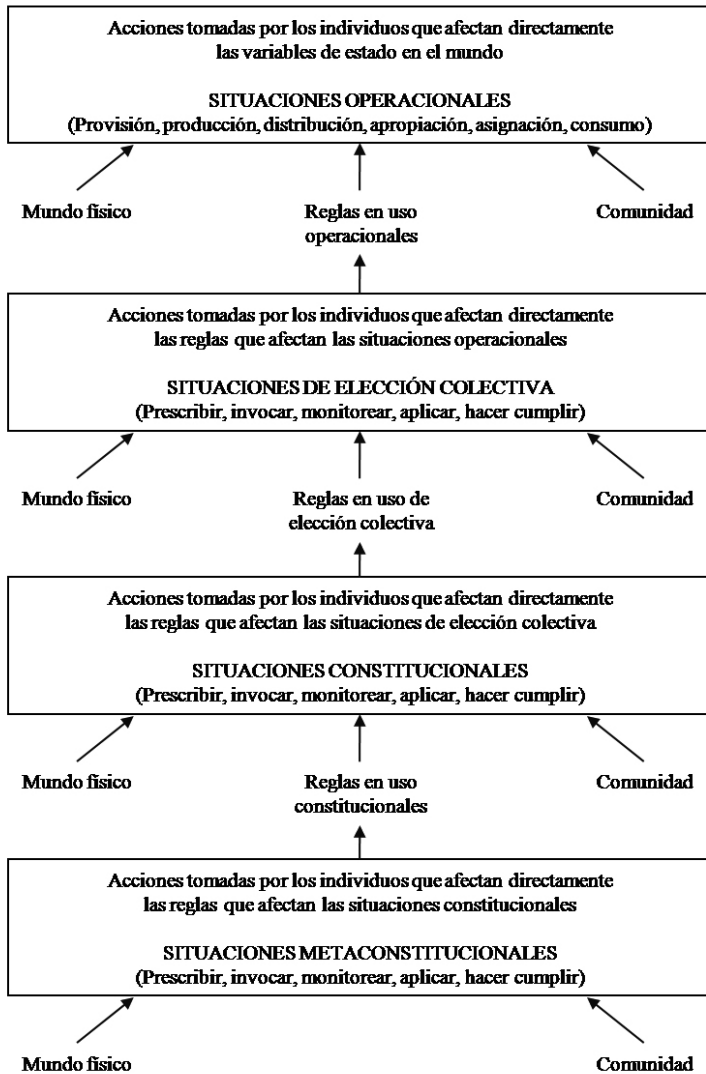 Acciones tomadas por los individuos que afectan directamente
las variables de estado en el mundo
SITUACIONES OPERACIONALES
(Provisión, producción, distribución, apropiación, asignación, consumo)
Mundo físico
Reglas en uso
operacionales
Comunidad
Acciones tomadas por los individuos que afectan directamente
las reglas que afectan las situaciones operacionales
SITUACIONES DE ELECCIÓN COLECTIVA
(Prescribir, invocar, monitorear, aplicar, hacer cumplir)
Mundo físico
Reglas en uso de
elección colectiva
Comunidad
Acciones tomadas por los individuos que afectan directamente
las reglas que afectan las situaciones de elección colectiva
SITUACIONES CONSTITUCIONALES
(Prescribir, invocar, monitorear, aplicar, hacer cumplir)
Mundo físico
Reglas en uso
constitucionales
Comunidad
Acciones tomadas por los individuos que afectan directamente
las reglas que afectan las situaciones constitucionales
SITUACIONES METACONSTITUCIONALES
(Prescribir, invocar, monitorear, aplicar, hacer cumplir)
Mundo físico
Comunidad